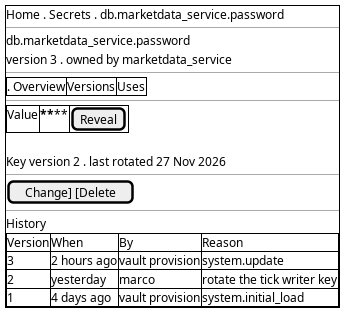 Home . Secrets . db.marketdata_service.password
db.marketdata_service.password
version 3 . owned by marketdata_service
. Overview Versions Uses
Value **** Reveal
Key version 2 . last rotated 27 Nov 2026
Change] [Delete
History
Version When By Reason
3 2 hours ago vault provision system.update
2 yesterday marco rotate the tick writer key
1 4 days ago vault provision system.initial_load